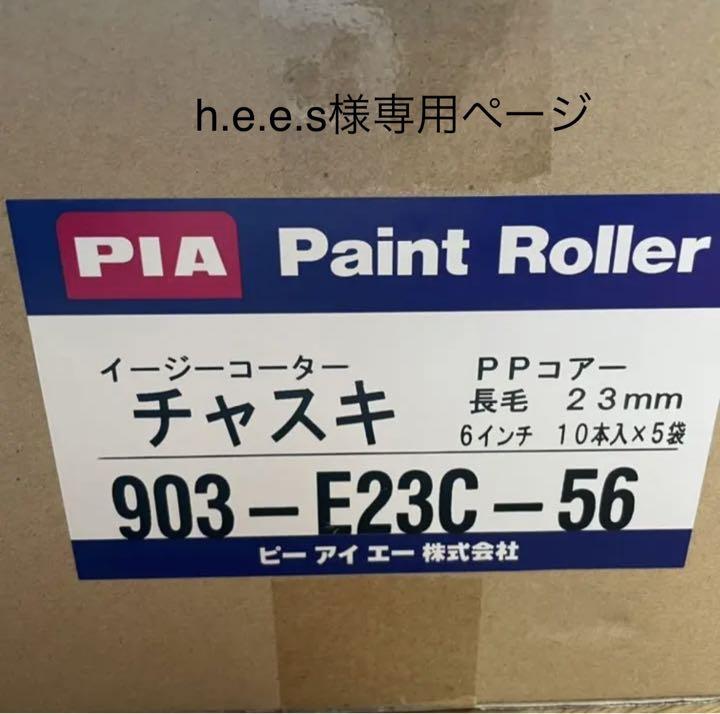 h.e.e.s様専用ページ
PIA Paint Roller
イージーコーター PPコアー
チャスキ 長毛 23mm
6インチ 10本入×5袋
903-E23C-56
ピー アイ エー 株式会社